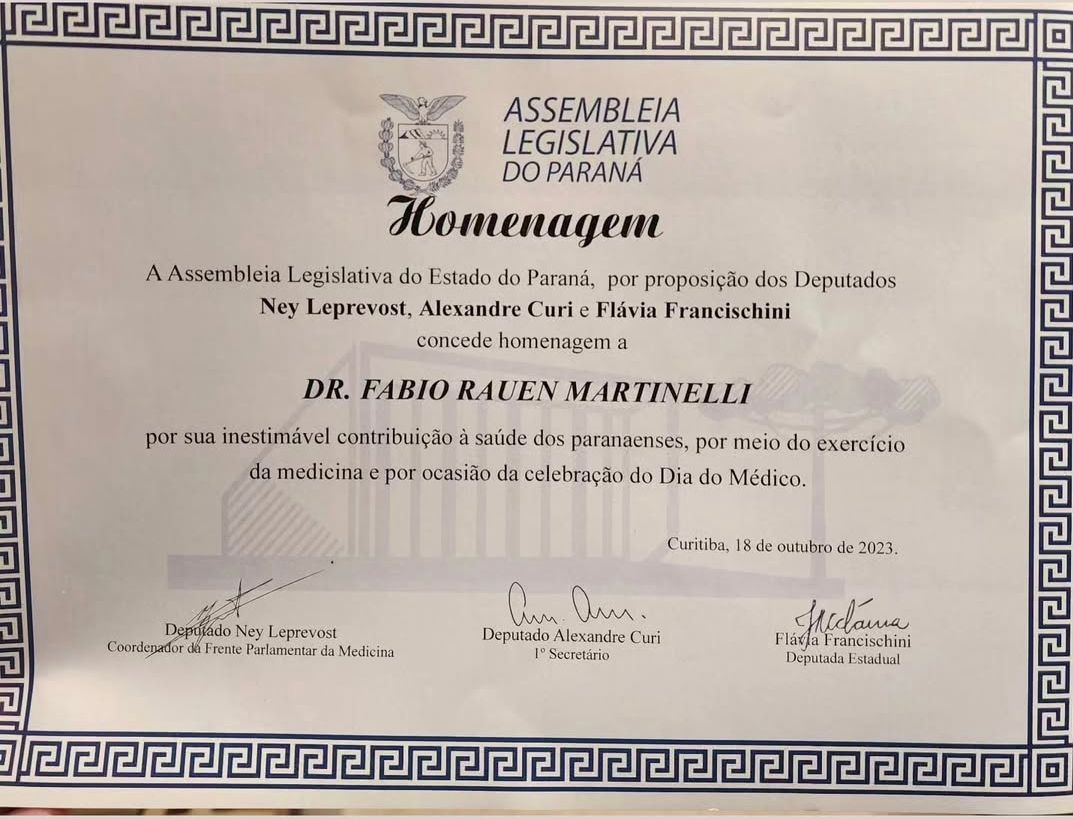 ASSEMBLEIA
LEGISLATIVA
DO PARANÁ
Homenagem
A Assembleia Legislativa do Estado do Paraná, por proposição dos Deputados
Ney Leprevost, Alexandre Curi e Flávia Francischini
concede homenagem a
DR. FABIO RAUEN MARTINELLI
por sua inestimável contribuição à saúde dos paranaenses, por meio do exercício
da medicina e por ocasião da celebração do Dia do Médico.
Curitiba, 18 de outubro de 2023.
Deputado Ney Leprevost
Coordenador da Frente Parlamentar da Medicina
Deputado Alexandre Curi
1º Secretário
Flávia Francischini
Deputada Estadual